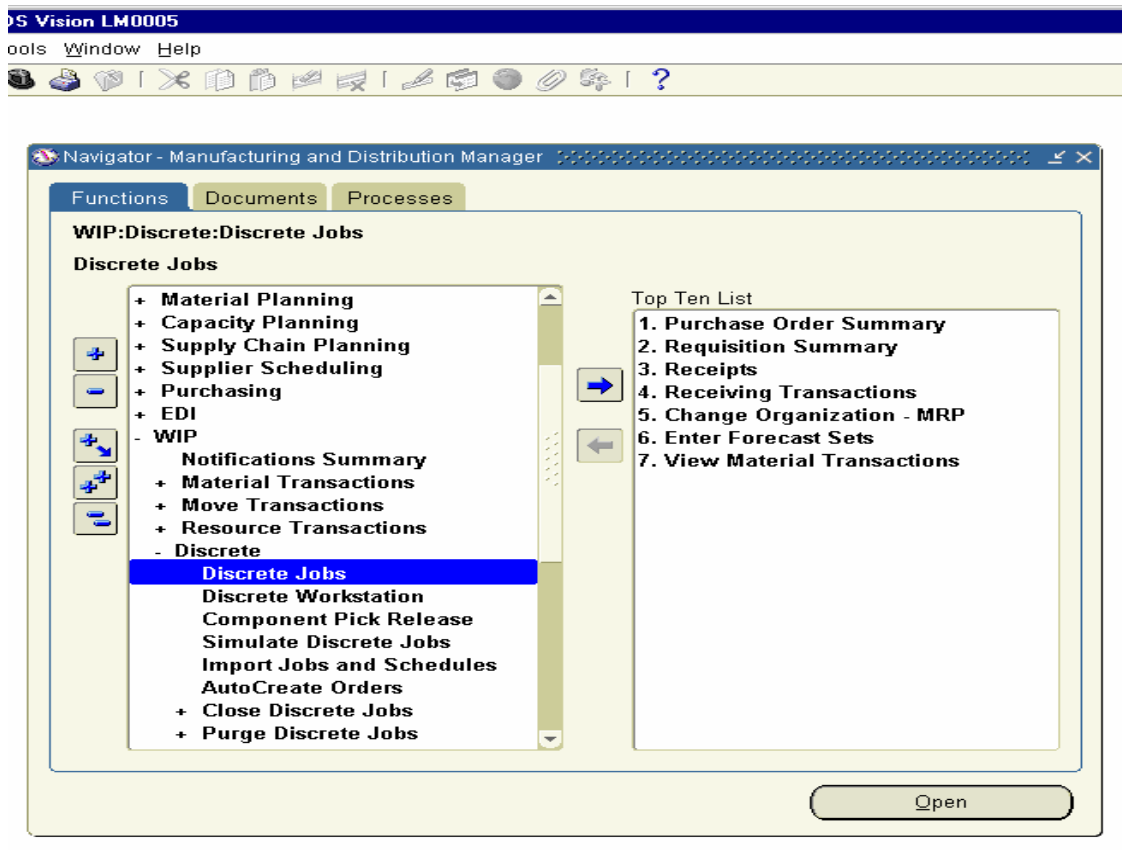 DS Vision LM0005
ools Window Help
Navigator - Manufacturing and Distribution Manager
Functions Documents Processes
WIP:Discrete:Discrete Jobs
Discrete Jobs
+ Material Planning
+ Capacity Planning
+ Supply Chain Planning
+ Supplier Scheduling
+ Purchasing
+ EDI
- WIP
Notifications Summary
+ Material Transactions
+ Move Transactions
+ Resource Transactions
- Discrete
Discrete Jobs
Discrete Workstation
Component Pick Release
Simulate Discrete Jobs
Import Jobs and Schedules
AutoCreate Orders
+ Close Discrete Jobs
+ Purge Discrete Jobs
Top Ten List
1. Purchase Order Summary
2. Requisition Summary
3. Receipts
4. Receiving Transactions
5. Change Organization - MRP
6. Enter Forecast Sets
7. View Material Transactions
Open